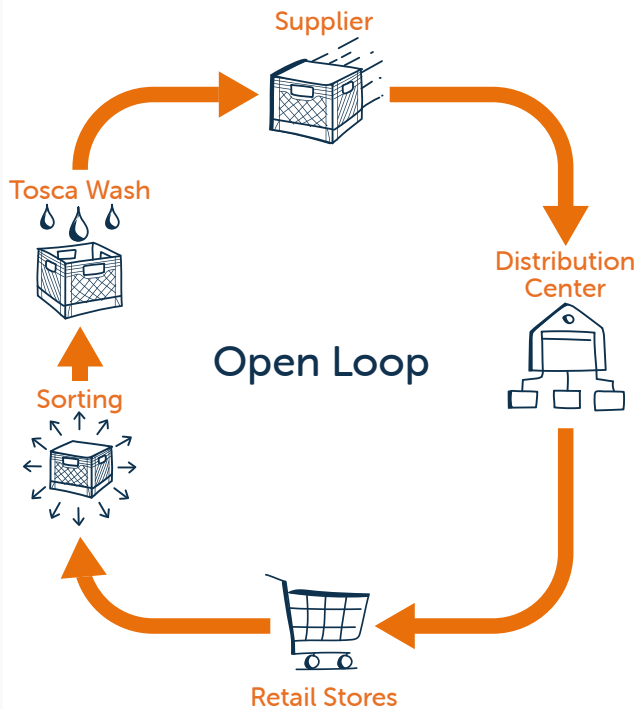 Supplier
Tosca Wash
Distribution
Center
Open Loop
Sorting
Retail Stores